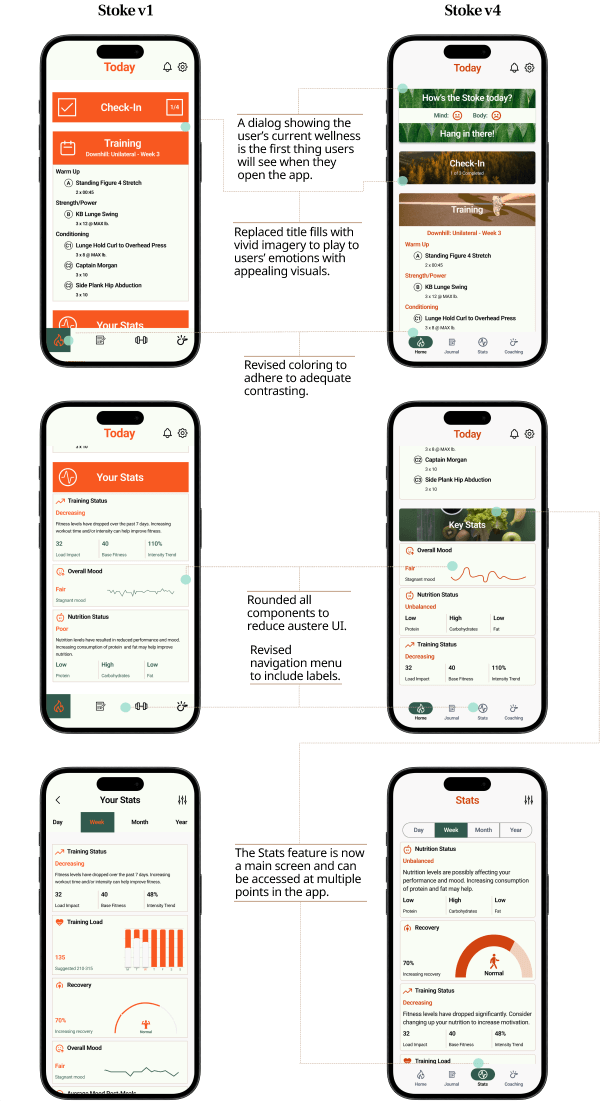 Stoke v1
Stoke v4
Today
Check-In
1/4
Training
Downhill: Unilateral - Week 3
Warm Up
A
Standing Figure 4 Stretch
2 x 00:45
Strength/Power
B
KB Lunge Swing
3 x 12 @ MAX lb.
Conditioning
C1
Lunge Hold Curl to Overhead Press
3 x 8 @ MAX lb.
C2
Captain Morgan
3 x 10
C3
Side Plank Hip Abduction
3 x 10
Your Stats
A dialog showing the
user's current wellness
is the first thing users
will see when they
open the app.
Replaced title fills with
vivid imagery to play to
users' emotions with
appealing visuals.
Revised coloring to
adhere to adequate
contrasting.
Today
How's the Stoke today?
Mind:
Body:
Hang in there!
Check-In
1 of 3 Completed
Training
Downhill: Unilateral - Week 3
Warm Up
A
Standing Figure 4 Stretch
3 x 00:45
Strength/Power
B
KB Lunge Swing
3 x 12 @ MAX lb.
Conditioning
C1
Lunge Hold Curl to Overhead Press
3 x 8 @ MAX lb.
Home
Journal
Stats
Coaching
Today
3 x 10
Your Stats
Training Status
Decreasing
Fitness levels have dropped over the past 7 days. Increasing
workout time and/or intensity can help improve fitness.
32
40
110%
Load Impact
Base Fitness
Intensity Trend
Overall Mood
Fair
Stagnant mood
Nutrition Status
Poor
Nutrition levels have resulted in reduced performance and mood.
Increasing consumption of protein and fat may help improve
nutrition.
Low
High
Low
Protein
Carbohydrates
Fat
Rounded all
components to
reduce austere UI.
Revised
navigation menu
to include labels.
Today
3 x 8 @ MAX lb.
C2
Captain Morgan
3 x 10
C3
Side Plank Hip Abduction
3 x 10
Key Stats
Overall Mood
Fair
Stagnant mood
Nutrition Status
Unbalanced
Low
High
Low
Protein
Carbohydrates
Fat
Training Status
Decreasing
32
40
110%
Load Impact
Base Fitness
Intensity Trend
Home
Journal
Stats
Coaching
Your Stats
Day
Week
Month
Year
Training Status
Decreasing
Fitness levels have dropped over the past 7 days. Increasing
workout time and/or intensity can help improve fitness.
32
40
48%
Load Impact
Base Fitness
Intensity Trend
Training Load
135
Recovery
70%
Increasing recovery
Normal
Overall Mood
Fair
Stagnant mood
Average Mood Post-Meals
The Stats feature is now
a main screen and can
be accessed at multiple
points in the app.
Stats
Day
Week
Month
Year
Nutrition Status
Unbalanced
Nutrition levels are possibly affecting your
performance and mood. Increasing consumption
of protein and fat may help.
Low
High
Low
Protein
Carbohydrates
Fat
Recovery
70%
Increasing recovery
Normal
Training Status
Decreasing
Fitness levels have dropped significantly. Consider
changing up your nutrition to increase motivation.
32
40
48%
Load Impact
Base Fitness
Intensity Trend
Training Load
Home
Journal
Stats
Coaching